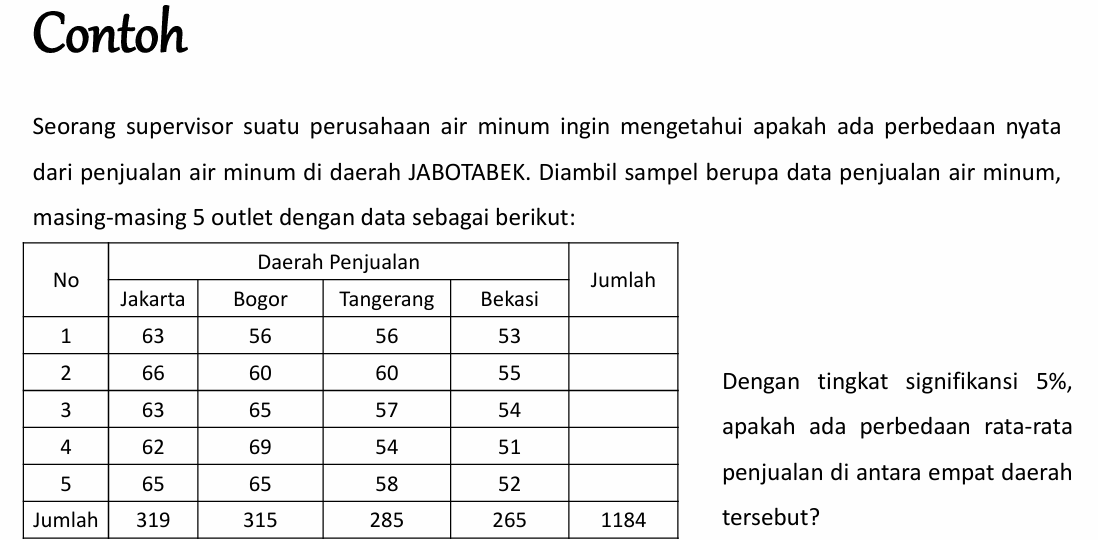 Contoh
Seorang supervisor suatu perusahaan air minum ingin mengetahui apakah ada perbedaan nyata
dari penjualan air minum di daerah JABOTABEK. Diambil sampel berupa data penjualan air minum,
masing-masing 5 outlet dengan data sebagai berikut:
No Daerah Penjualan Jumlah
Jakarta Bogor Tangerang Bekasi
1 63 56 56 53
2 66 60 60 55
3 63 65 57 54
4 62 69 54 51
5 65 65 58 52
Jumlah 319 315 285 265 1184
Dengan tingkat signifikansi 5%,
apakah ada perbedaan rata-rata
penjualan di antara empat daerah
tersebut?